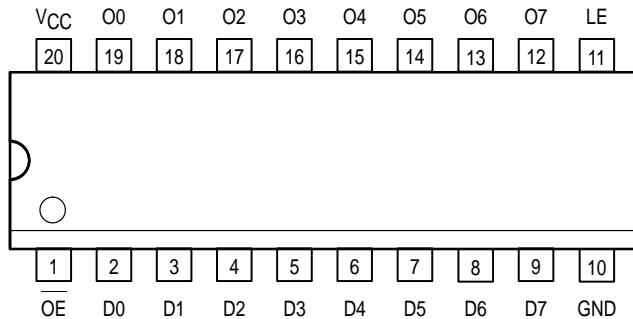 VCC O0 O1 O2 O3 O4 O5 O6 O7 LE
20 19 18 17 16 15 14 13 12 11
1 2 3 4 5 6 7 8 9 10
O̅E̅ D0 D1 D2 D3 D4 D5 D6 D7 GND